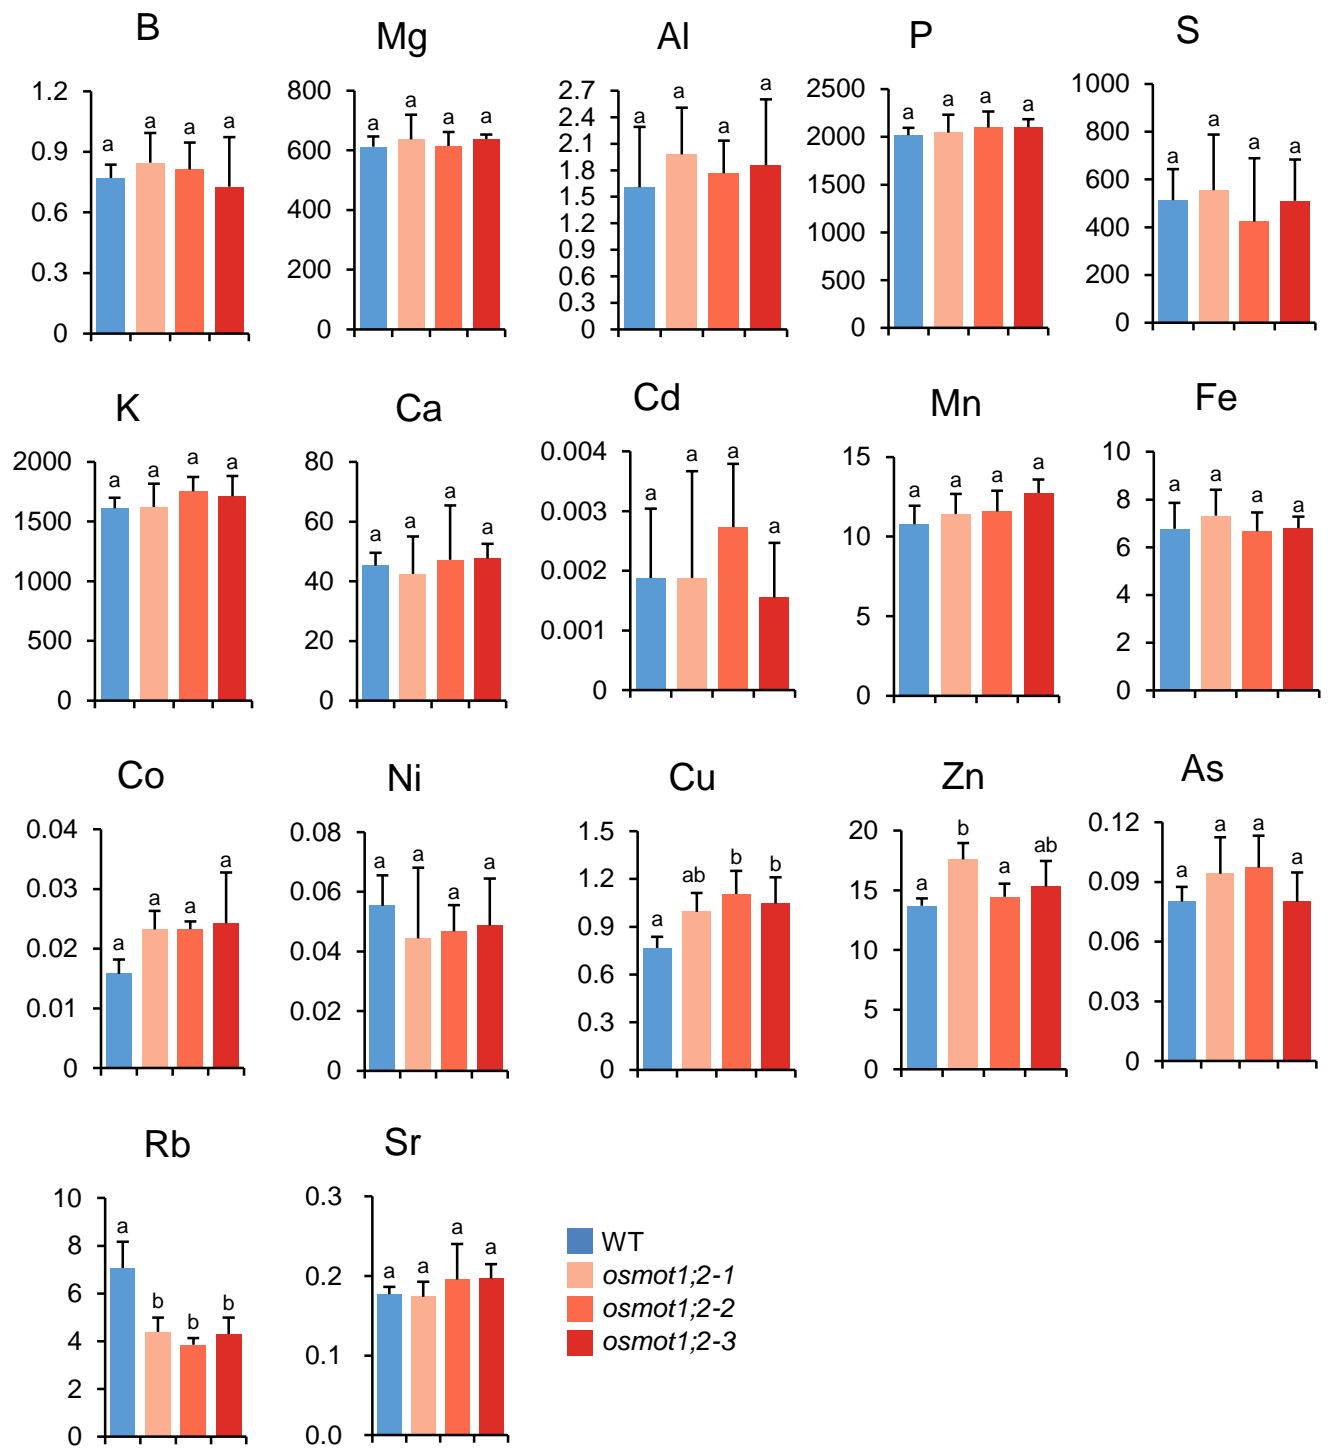 B
Mg
Al
P
S
1.2
0.9
0.6
0.3
0
a a a a
800
600
400
200
0
a a a a
2.7
2.4
2.1
1.8
1.5
1.2
0.9
0.6
0.3
0
a a a a
2500
2000
1500
1000
500
0
a a a a
1000
800
600
400
200
0
a a a a
K
Ca
Cd
Mn
Fe
2000
1500
1000
500
0
a a a a
80
60
40
20
0
a a a a
0.004
0.003
0.002
0.001
0
a a a a
15
10
5
0
a a a a
10
8
6
4
2
0
a a a a
Co
Ni
Cu
Zn
As
0.04
0.03
0.02
0.01
0
a a a a
0.08
0.06
0.04
0.02
0
a a a a
1.5
1.2
0.9
0.6
0.3
0
a ab b b
20
15
10
5
0
a b a ab
0.12
0.09
0.06
0.03
0
a a a a
Rb
Sr
10
8
6
4
2
0
a b b b
0.3
0.2
0.1
0.0
a a a a
WT
osmot1;2-1
osmot1;2-2
osmot1;2-3